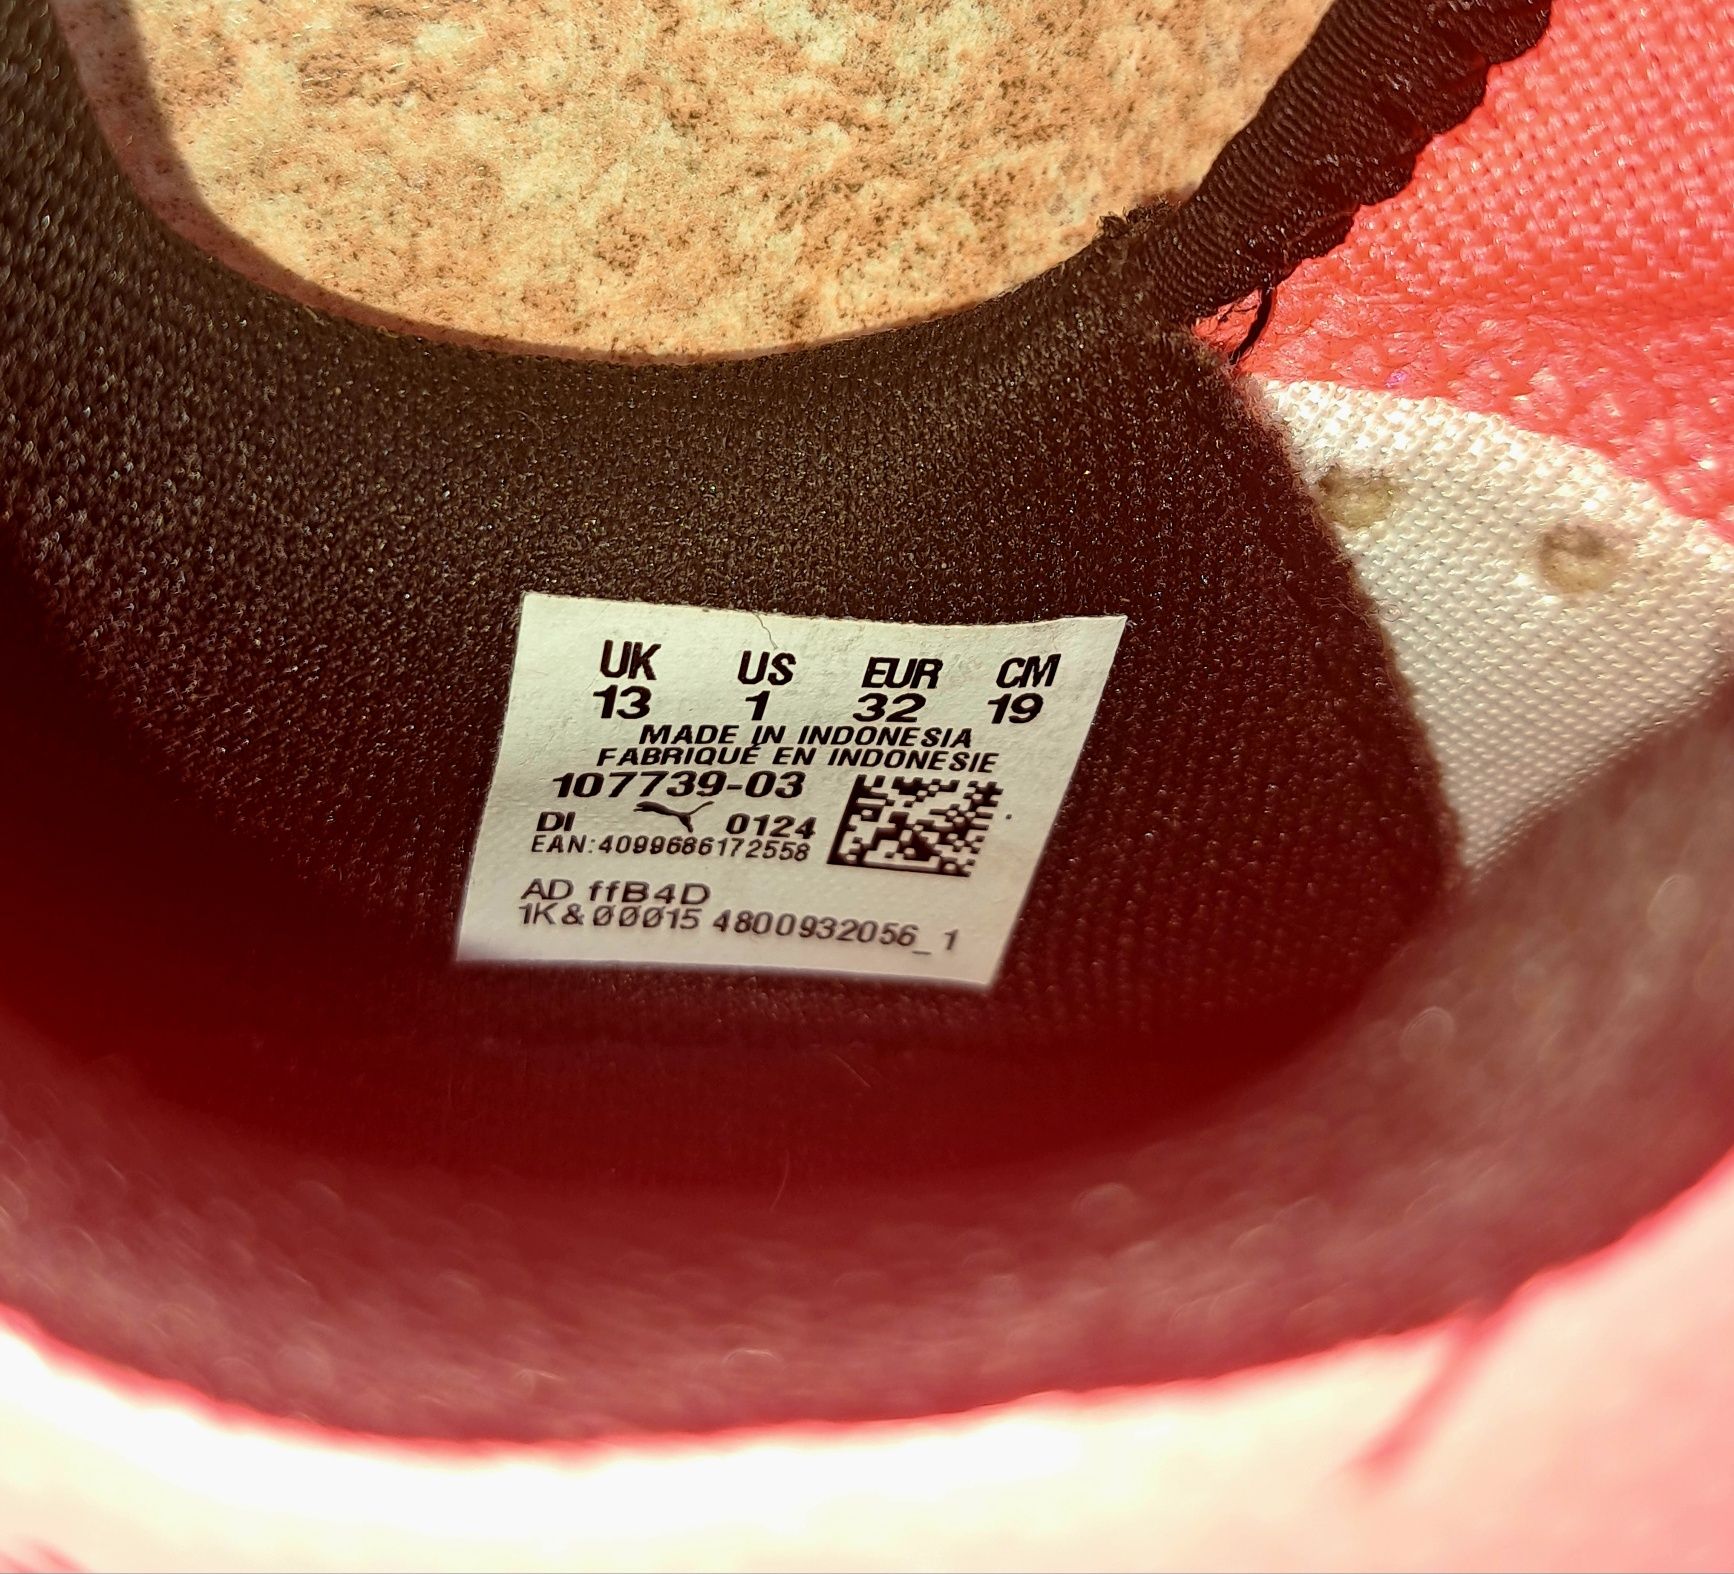 UK US EUR CM
13 1 32 19
MADE IN INDONESIA
FABRIQUÉ EN INDONESIE
107739-03
DI 0124
EAN:4099686172558
AD ffB4D
1K&00015 4800932056_1